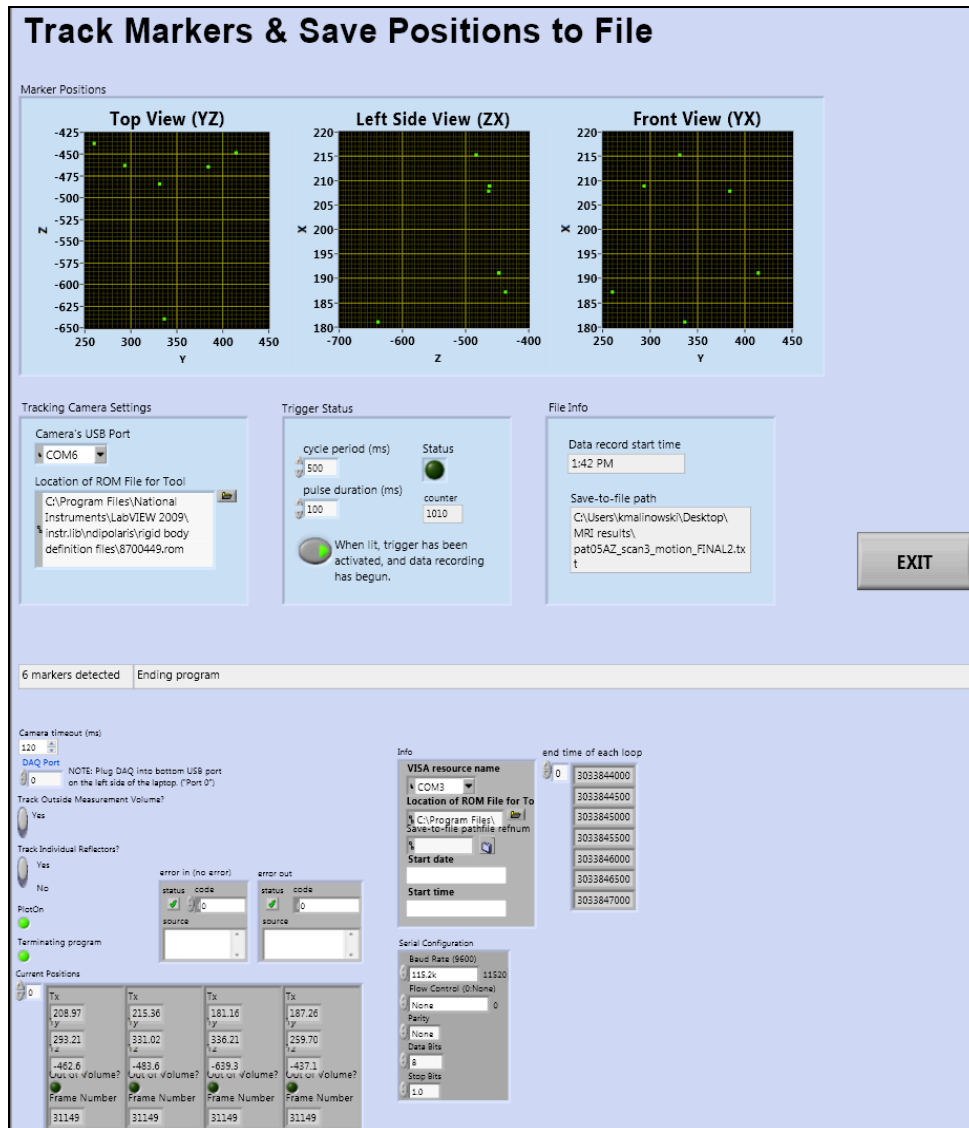 Track Markers & Save Positions to File
Marker Positions
Top View (YZ)
-425
-450
-475
-500
-525
-550
-575
-600
-625
-650
Z
250 300 350 400 450
Y
Left Side View (ZX)
220
215
210
205
200
195
190
185
180
X
-700 -600 -500 -400
Z
Front View (YX)
220
215
210
205
200
195
190
185
180
X
250 300 350 400 450
Y
Tracking Camera Settings
Camera's USB Port
COM6
Location of ROM File for Tool
C:\Program Files\National
Instruments\LabVIEW 2009\
instr.lib\ndipolaris\rigid body
definition files\8700449.rom
Trigger Status
cycle period (ms)
500
pulse duration (ms)
100
Status
counter
1010
When lit, trigger has been
activated, and data recording
has begun.
File Info
Data record start time
1:42 PM
Save-to-file path
C:\Users\kmalinowski\Desktop\
MRI results\
pat05AZ_scan3_motion_FINAL2.tx
t
EXIT
6 markers detected Ending program
Camera timeout (ms)
120
DAQ Port
0
NOTE: Plug DAQ into bottom USB port
on the left side of the laptop. ("Port 0")
Track Outside Measurement Volume?
Yes
Track Individual Reflectors?
Yes
No
PlotOn
Terminating program
error in (no error)
status code
0
source
error out
status code
0
source
Info
VISA resource name
COM3
Location of ROM File for To
C:\Program Files\
Save-to-file pathfile refnum
Start date
Start time
end time of each loop
0
3033844000
3033844500
3033845000
3033845500
3033846000
3033846500
3033847000
Serial Configuration
Baud Rate (9600)
115.2k 11520
Flow Control (0:None)
None 0
Parity
None
Data Bits
8
Stop Bits
1.0
Current Positions
0
Tx Tx Tx Tx
208.97 215.36 181.16 187.26
Ty Ty Ty Ty
293.21 331.02 336.21 259.70
Tz Tz Tz Tz
-462.6 -483.6 -639.3 -437.1
Out of Volume? Out of Volume? Out of Volume? Out of Volume?
Frame Number Frame Number Frame Number Frame Number
31149 31149 31149 31149